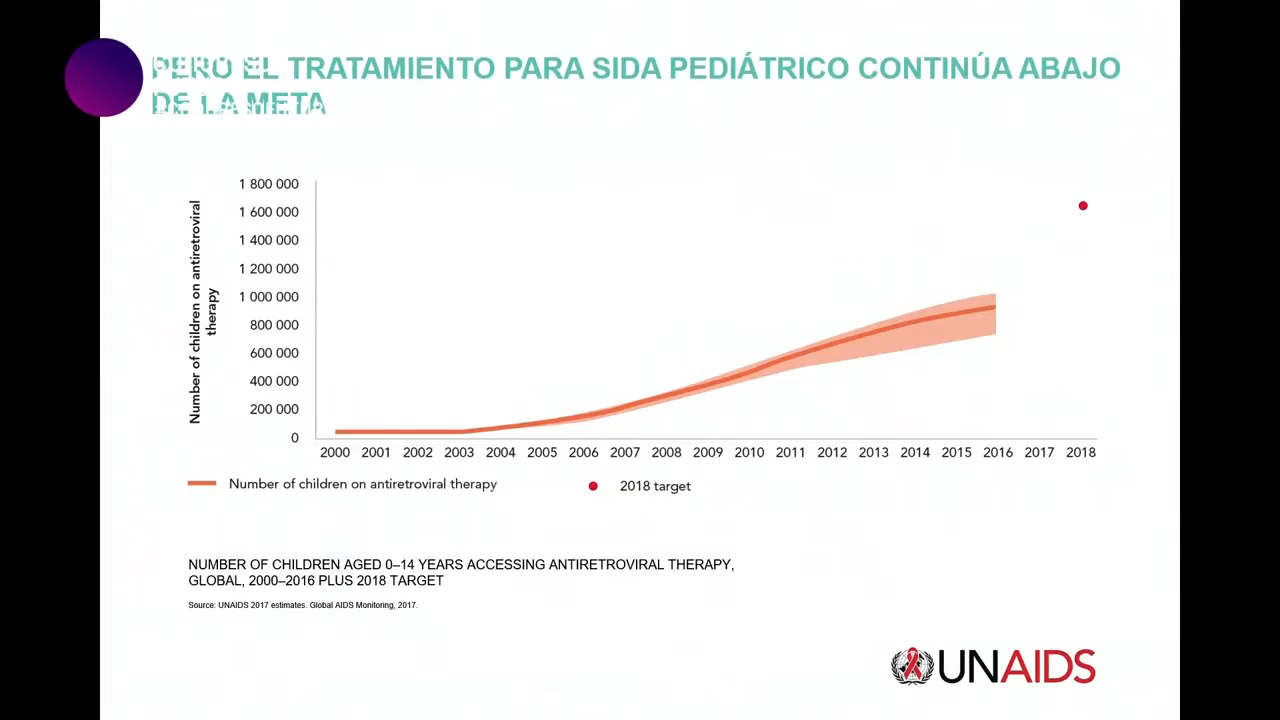 PERO EL TRATAMIENTO PARA SIDA PEDIÁTRICO CONTINÚA ABAJO
DE LA META
Number of children on antiretroviral
therapy
1 800 000
1 600 000
1 400 000
1 200 000
1 000 000
800 000
600 000
400 000
200 000
0
2000 2001 2002 2003 2004 2005 2006 2007 2008 2009 2010 2011 2012 2013 2014 2015 2016 2017 2018
Number of children on antiretroviral therapy
2018 target
NUMBER OF CHILDREN AGED 0–14 YEARS ACCESSING ANTIRETROVIRAL THERAPY,
GLOBAL, 2000–2016 PLUS 2018 TARGET
Source: UNAIDS 2017 estimates. Global AIDS Monitoring, 2017.
UNAIDS